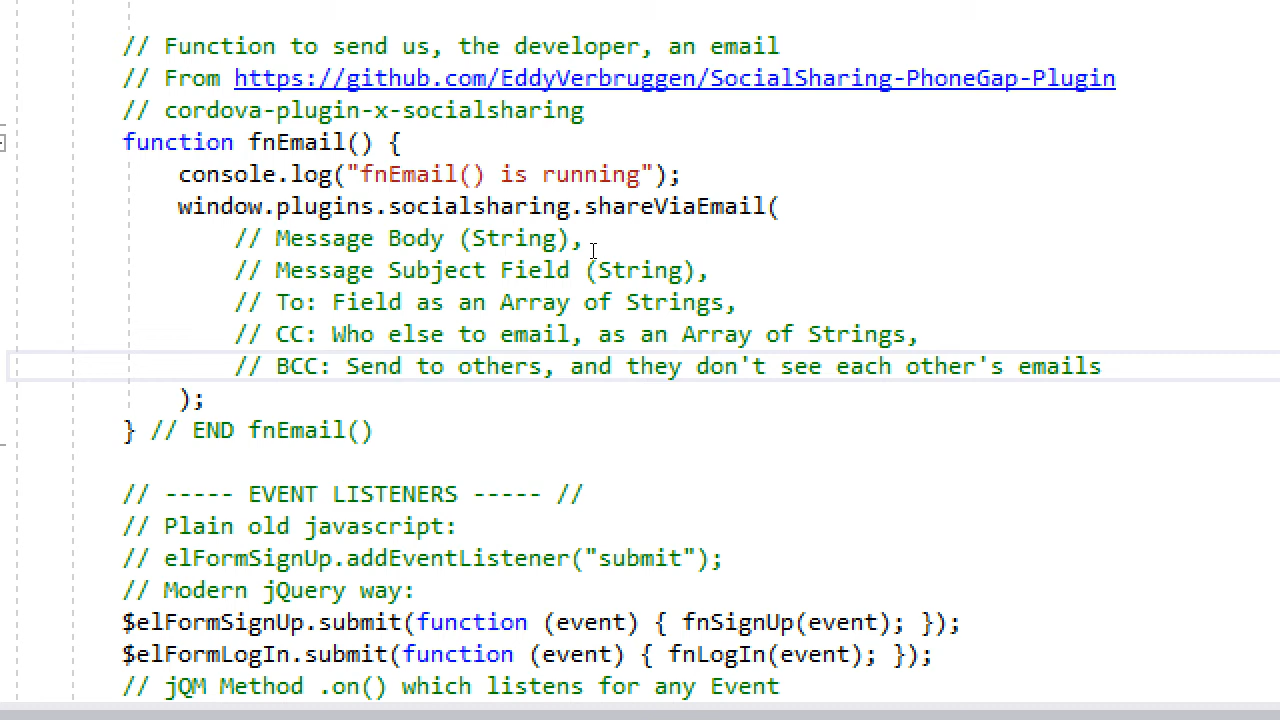 // Function to send us, the developer, an email
// From https://github.com/EddyVerbruggen/SocialSharing-PhoneGap-Plugin
// cordova-plugin-x-socialsharing
function fnEmail() {
console.log("fnEmail() is running");
window.plugins.socialsharing.shareViaEmail(
// Message Body (String),
// Message Subject Field (String),
// To: Field as an Array of Strings,
// CC: Who else to email, as an Array of Strings,
// BCC: Send to others, and they don't see each other's emails
);
} // END fnEmail()
// ----- EVENT LISTENERS ----- //
// Plain old javascript:
// elFormSignUp.addEventListener("submit");
// Modern jQuery way:
$elFormSignUp.submit(function (event) { fnSignUp(event); });
$elFormLogIn.submit(function (event) { fnLogIn(event); });
// jQM Method .on() which listens for any Event